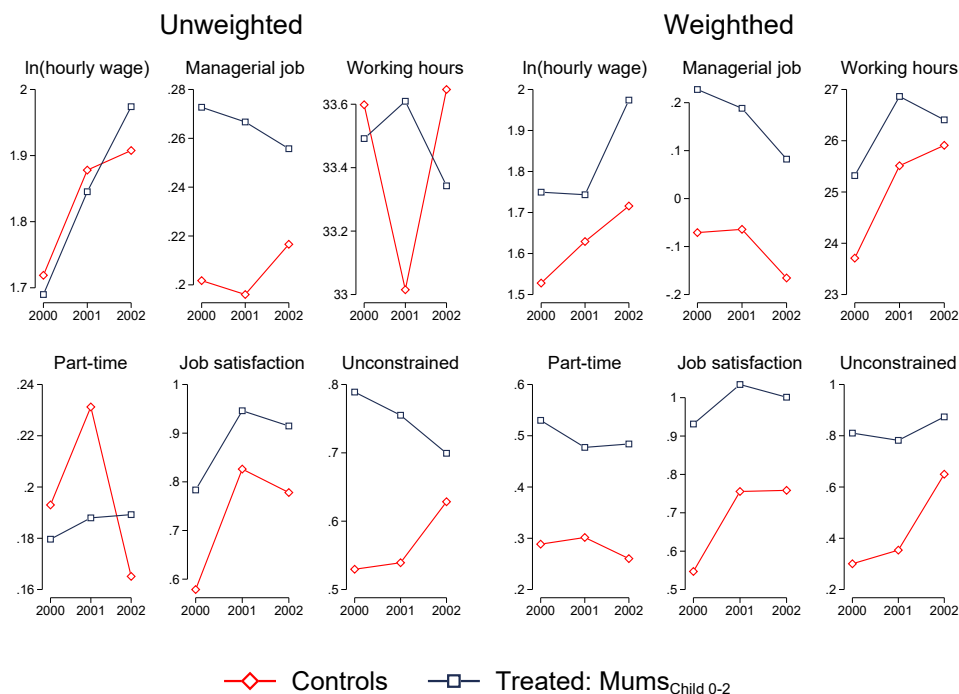 Unweighted
Weighthed
ln(hourly wage)
Managerial job
Working hours
ln(hourly wage)
Managerial job
Working hours
2
1.9
1.8
1.7
2000 2001 2002
.28
.26
.24
.22
.2
2000 2001 2002
33.6
33.4
33.2
33
2000 2001 2002
2
1.9
1.8
1.7
1.6
1.5
2000 2001 2002
.2
.1
0
-.1
-.2
2000 2001 2002
27
26
25
24
23
2000 2001 2002
Part-time
Job satisfaction
Unconstrained
Part-time
Job satisfaction
Unconstrained
.24
.22
.2
.18
.16
2000 2001 2002
1
.9
.8
.7
.6
2000 2001 2002
.8
.7
.6
.5
2000 2001 2002
.6
.5
.4
.3
.2
2000 2001 2002
1
.9
.8
.7
.6
.5
2000 2001 2002
1
.8
.6
.4
.2
2000 2001 2002
Controls
Treated: Mums Child 0-2